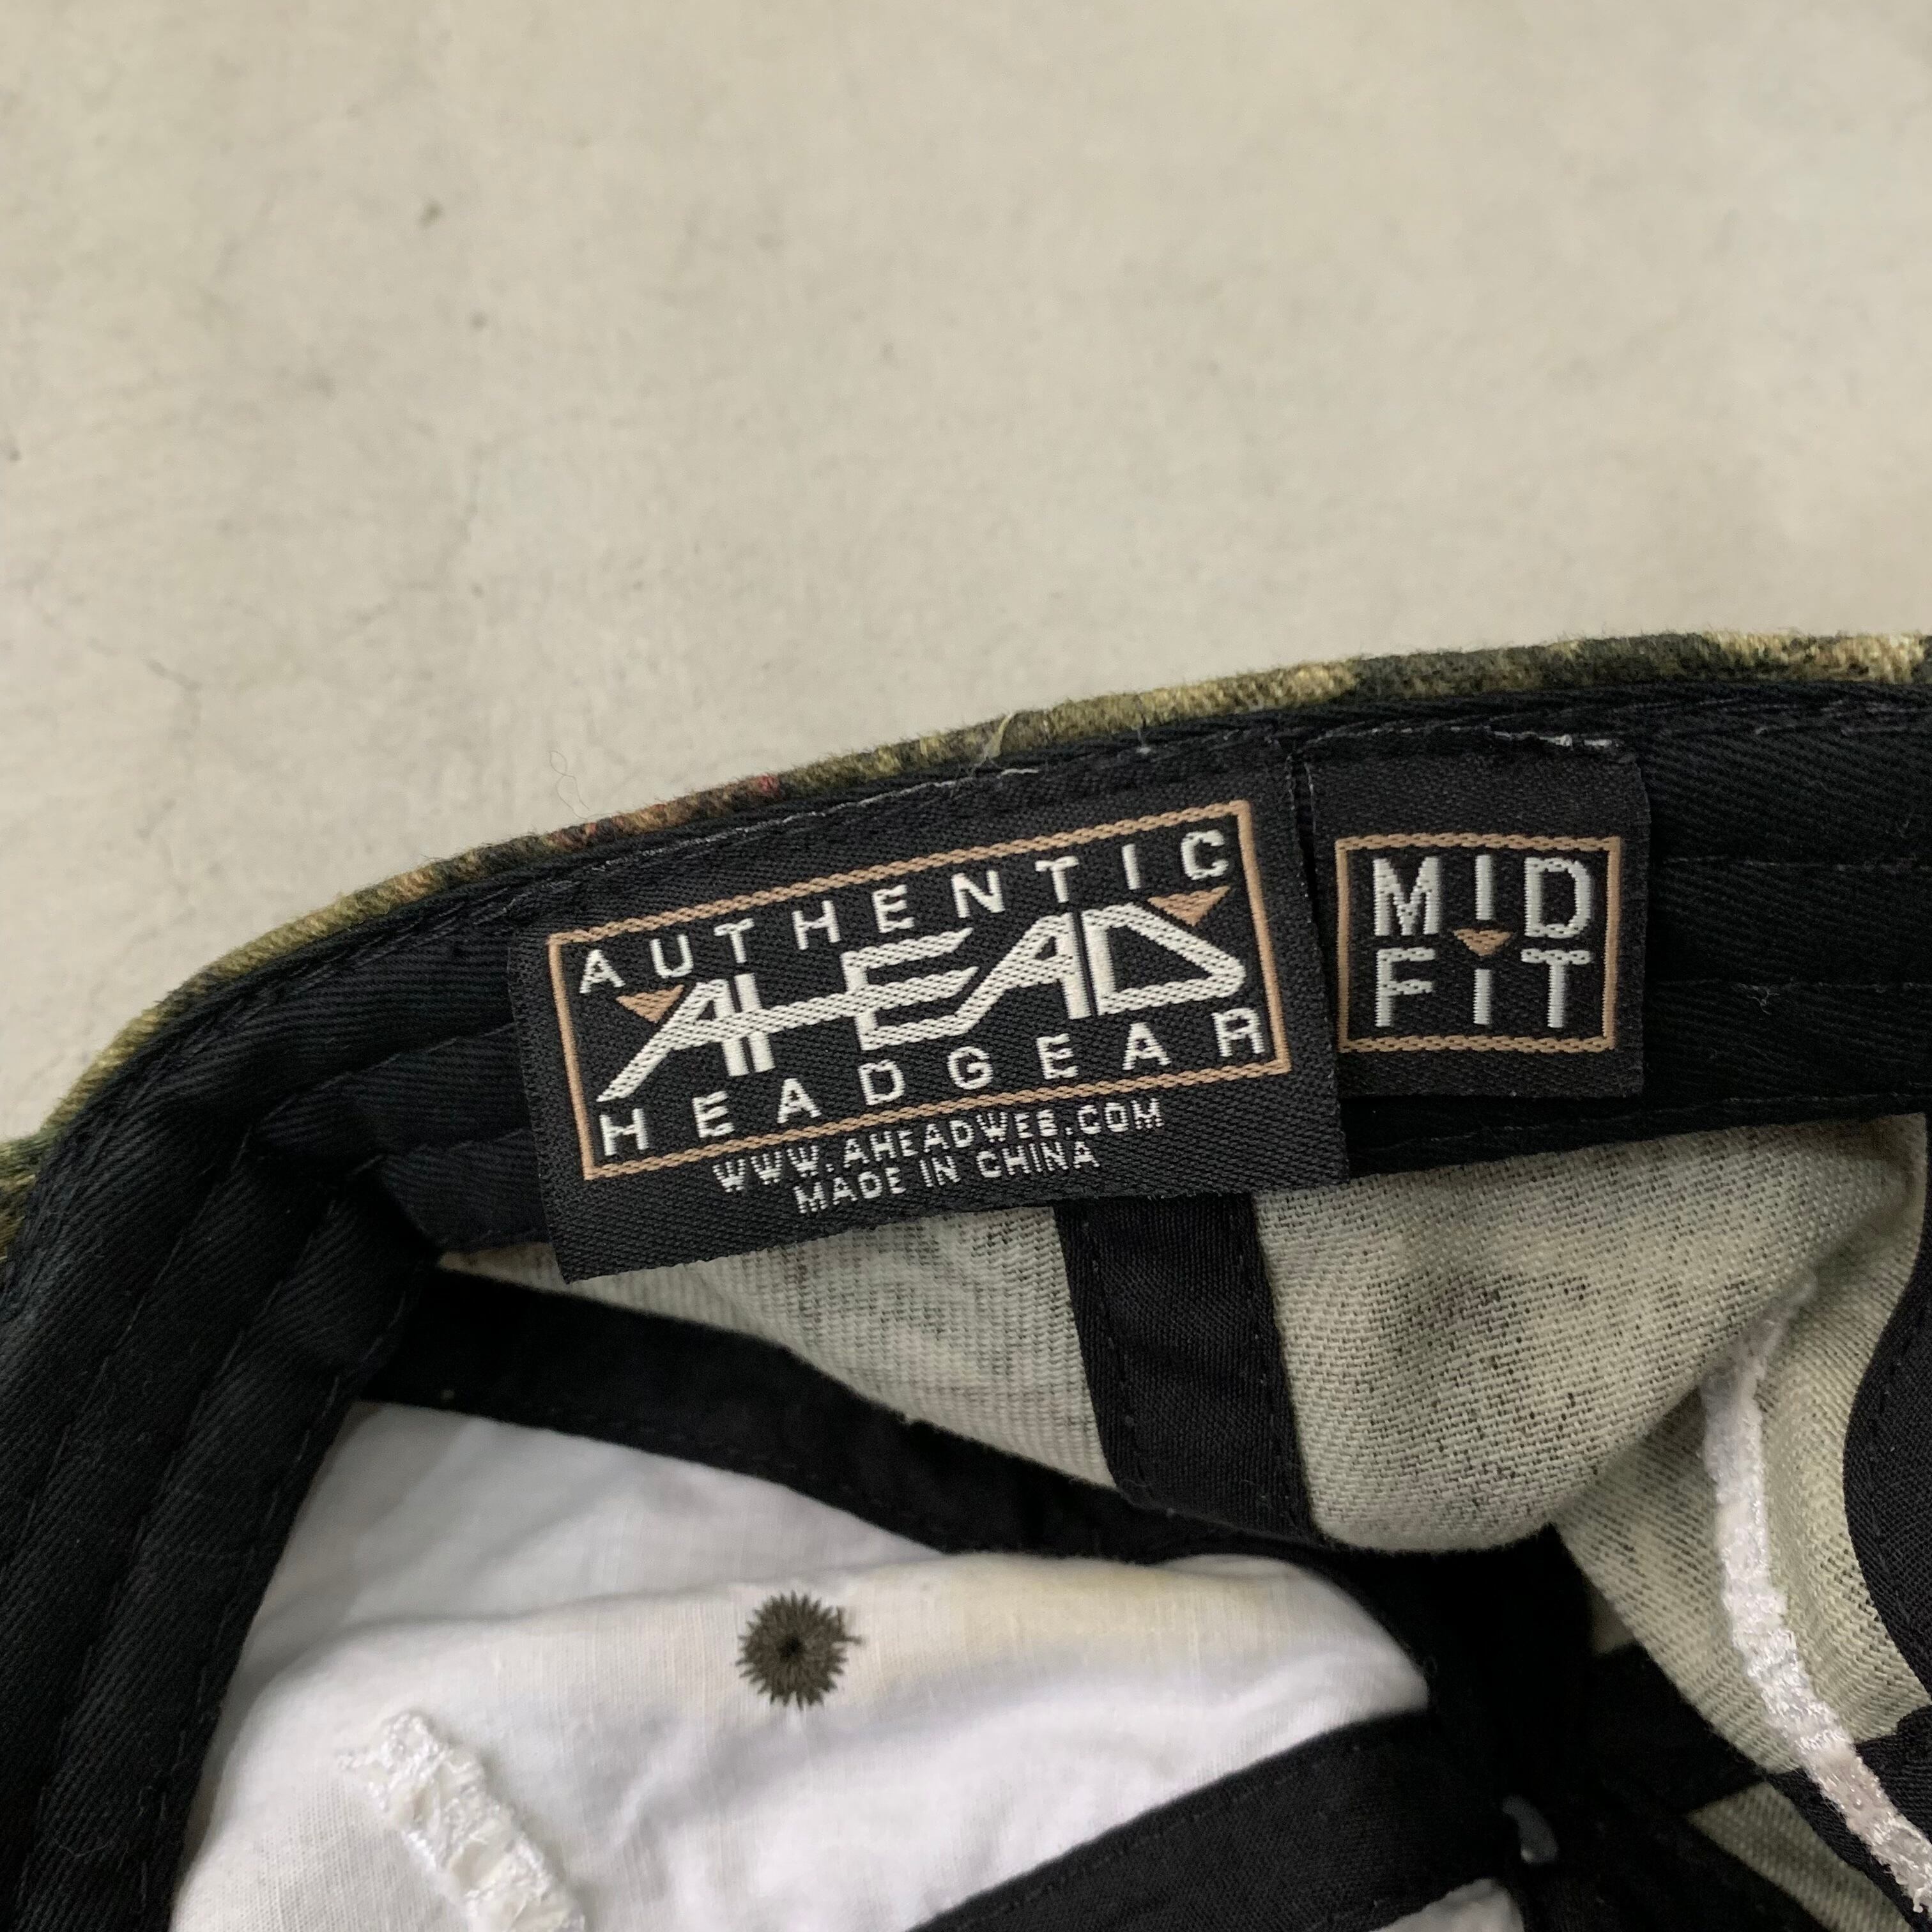 AUTHENTIC
AHEAD
HEADGEAR
WWW.AHEADWEB.COM
MADE IN CHINA
MID
FIT